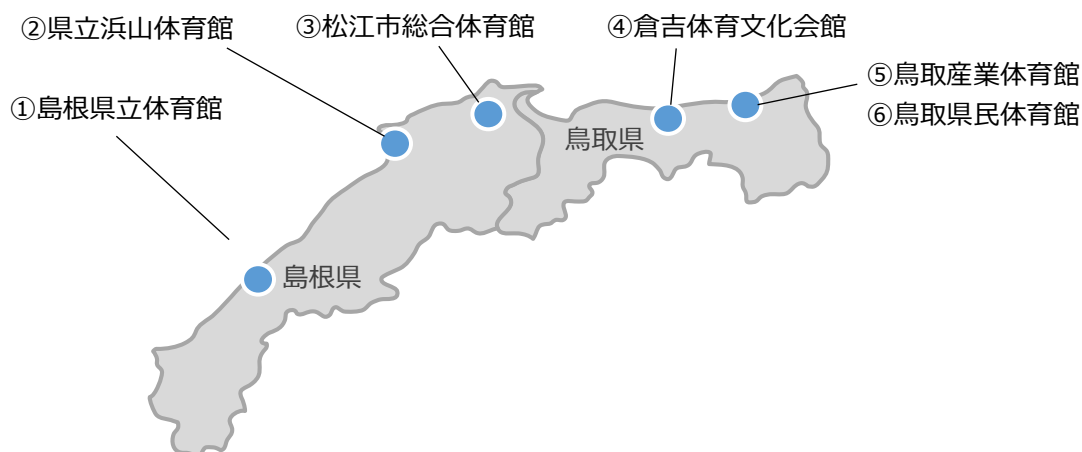 ②県立浜山体育館
③松江市総合体育館
④倉吉体育文化会館
①島根県立体育館
⑤鳥取産業体育館
⑥鳥取県民体育館
鳥取県
島根県